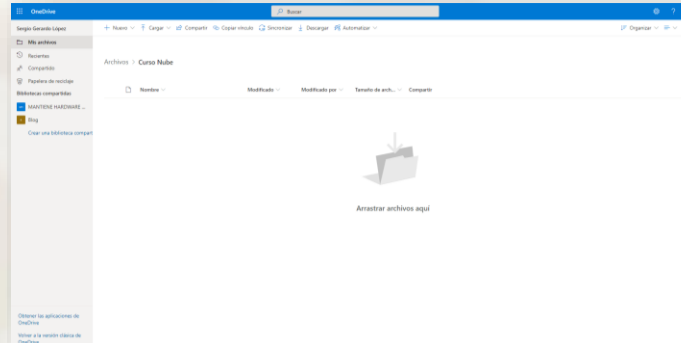 OneDrive
Buscar
?
Sergio Gerardo López
+ Nuevo
Cargar
Compartir
Copiar vínculo
Sincronizar
Descargar
Automatizar
Organizar
Mis archivos
Recientes
Compartido
Papelera de reciclaje
Bibliotecas compartidas
MANTIENE HARDWARE ...
Blog
Crear una biblioteca compart
Archivos > Curso Nube
Nombre
Modificado
Modificado por
Tamaño de arch...
Compartir
Arrastrar archivos aquí
Obtener las aplicaciones de
OneDrive
Volver a la versión clásica de
OneDrive